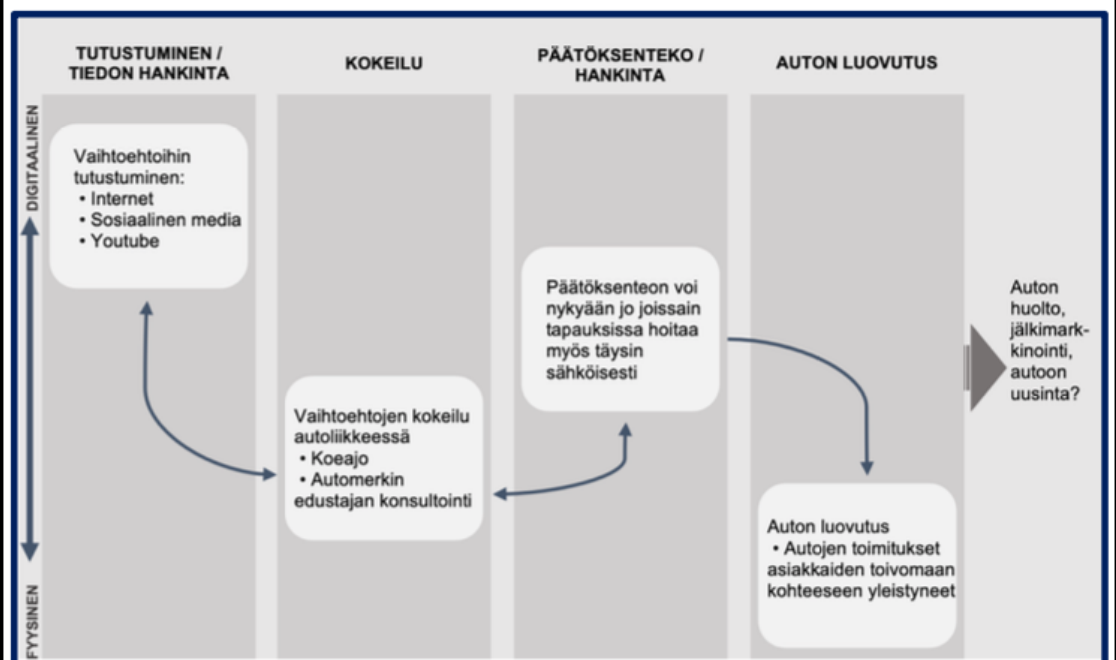 TUTUSTUMINEN /
TIEDON HANKINTA
KOKEILU
PÄÄTÖKSENTEKO /
HANKINTA
AUTON LUOVUTUS
DIGITAALINEN
FYYSINEN
Vaihtoehtoihin
tutustuminen:
• Internet
• Sosiaalinen media
• Youtube
Vaihtoehtojen kokeilu
autoliikkeessä
• Koeajo
• Automerkin
edustajan konsultointi
Päätöksenteon voi
nykyään jo joissain
tapauksissa hoitaa
myös täysin
sähköisesti
Auton luovutus
• Autojen toimitukset
asiakkaiden toivomaan
kohteeseen yleistyneet
Auton
huolto,
jälkimark-
kinointi,
autoon
uusinta?